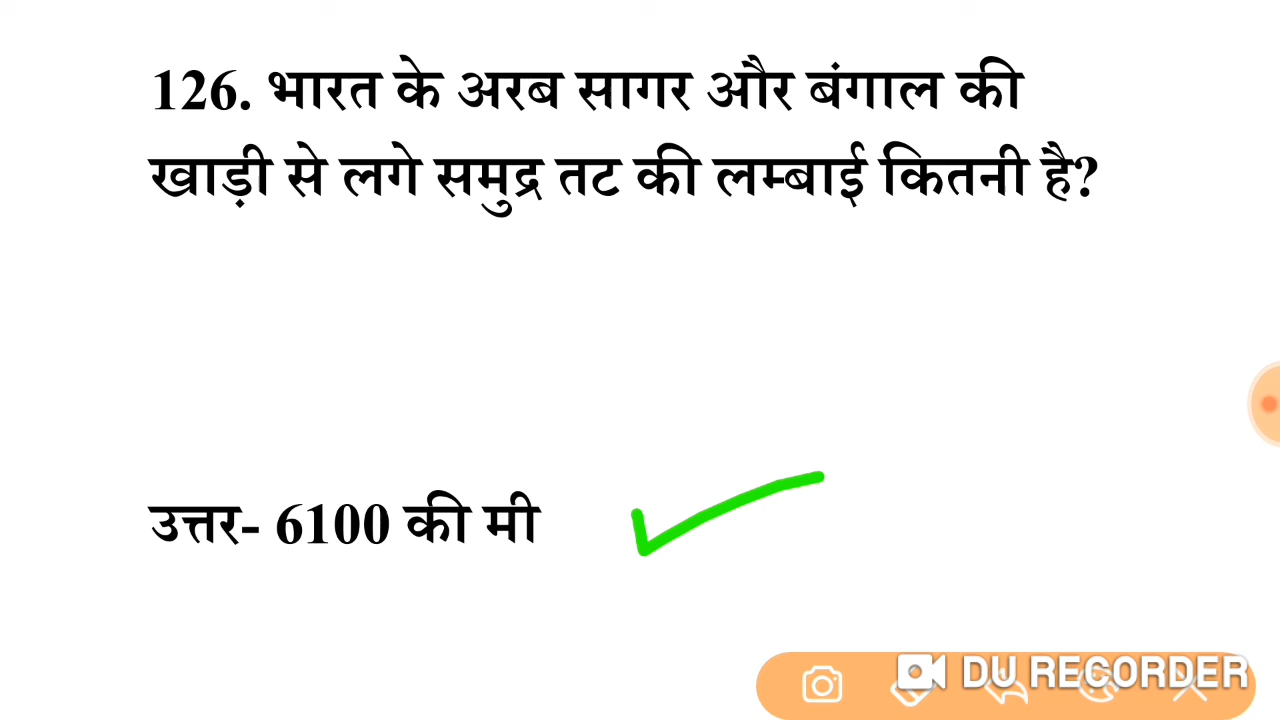 126. भारत के अरब सागर और बंगाल की
खाड़ी से लगे समुद्र तट की लम्बाई कितनी है?
उत्तर- 6100 की मी
DU RECORDER